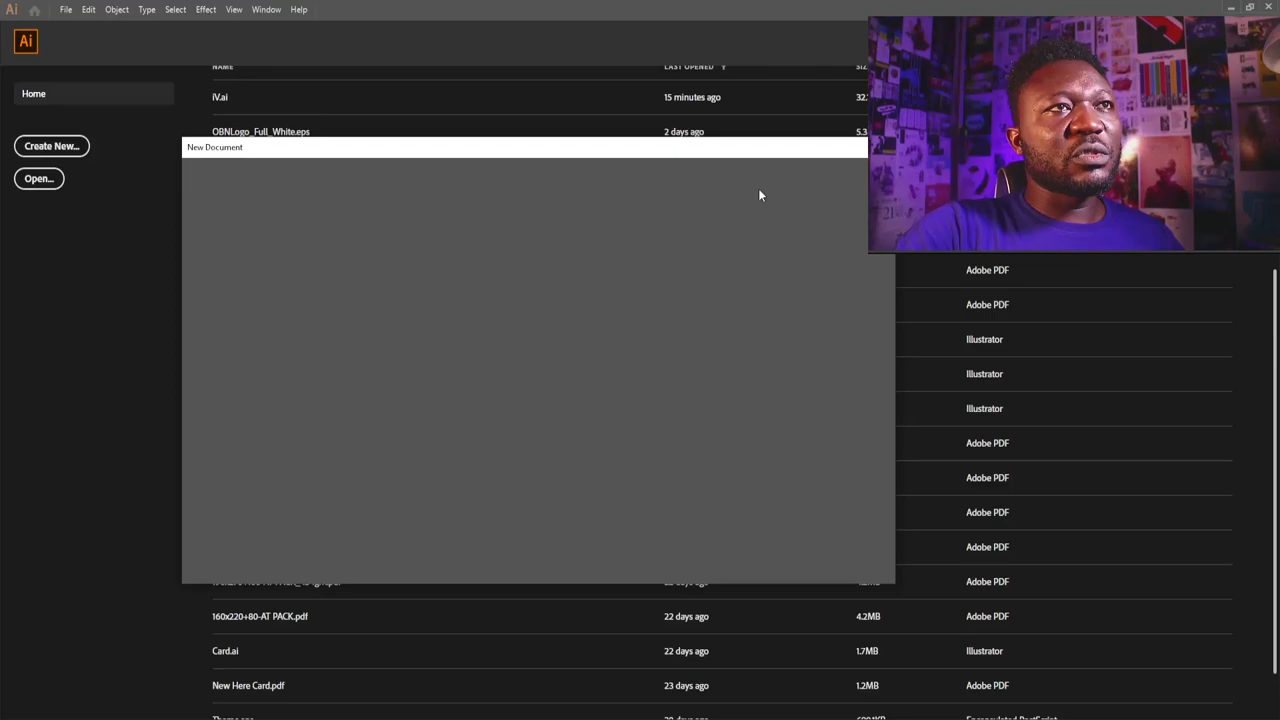 Ai File Edit Object Type Select Effect View Window Help
Ai
NAME LAST OPENED
Home
iV.ai 15 minutes ago 32.
OBNLogo_Full_White.eps 2 days ago 5.3
Create New...
New Document
Open...
Adobe PDF
Adobe PDF
Illustrator
Illustrator
Illustrator
Adobe PDF
Adobe PDF
Adobe PDF
Adobe PDF
Adobe PDF
160x220+80-AT PACK.pdf 22 days ago 4.2MB Adobe PDF
Card.ai 22 days ago 1.7MB Illustrator
New Here Card.pdf 23 days ago 1.2MB Adobe PDF